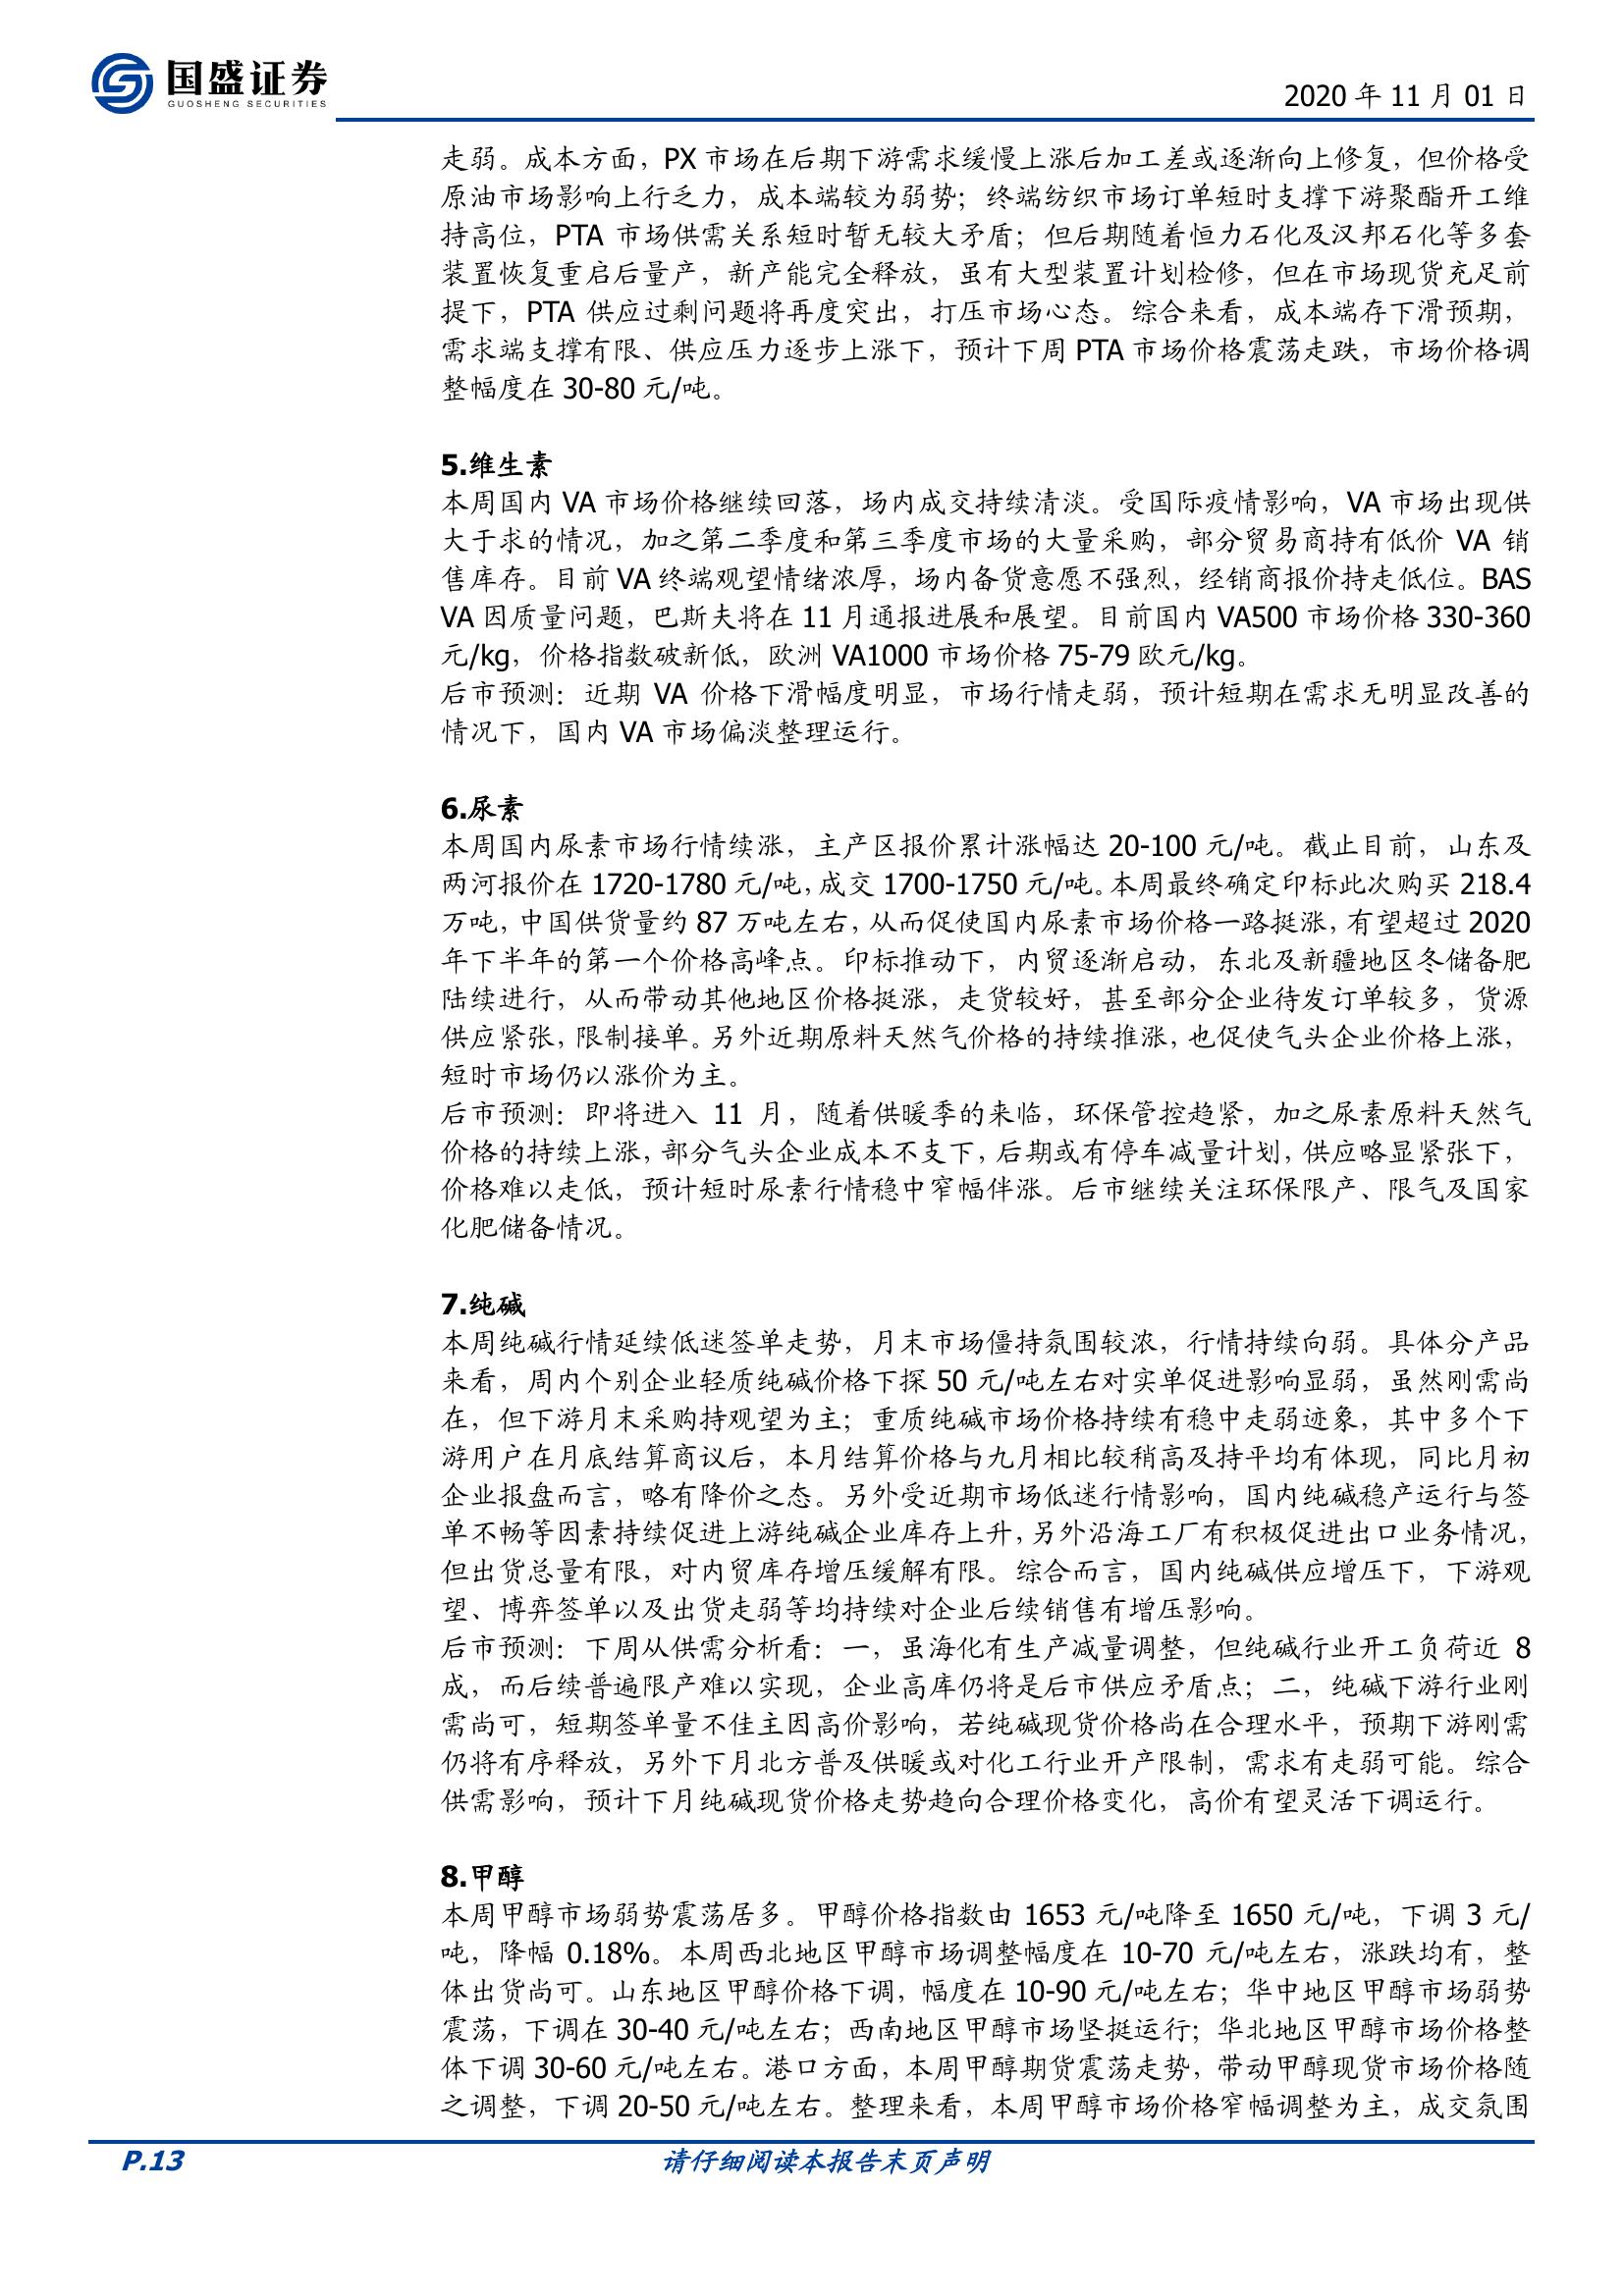 国盛证券
GUOSHENG SECURITIES
2020 年 11 月 01 日
走弱。成本方面，PX 市场在后期下游需求缓慢上涨后加工差或逐渐向上修复，但价格受
原油市场影响上行乏力，成本端较为弱势；终端纺织市场订单短时支撑下游聚酯开工维
持高位，PTA 市场供需关系短时暂无较大矛盾；但后期随着恒力石化及汉邦石化等多套
装置恢复重启后量产，新产能完全释放，虽有大型装置计划检修，但在市场现货充足前
提下，PTA 供应过剩问题将再度突出，打压市场心态。综合来看，成本端存下滑预期，
需求端支撑有限、供应压力逐步上涨下，预计下周 PTA 市场价格震荡走跌，市场价格调
整幅度在 30-80 元/吨。
5.维生素
本周国内 VA 市场价格继续回落，场内成交持续清淡。受国际疫情影响，VA 市场出现供
大于求的情况，加之第二季度和第三季度市场的大量采购，部分贸易商持有低价 VA 销
售库存。目前 VA 终端观望情绪浓厚，场内备货意愿不强烈，经销商报价持走低位。BAS
VA 因质量问题，巴斯夫将在 11 月通报进展和展望。目前国内 VA500 市场价格 330-360
元/kg，价格指数破新低，欧洲 VA1000 市场价格 75-79 欧元/kg。
后市预测：近期 VA 价格下滑幅度明显，市场行情走弱，预计短期在需求无明显改善的
情况下，国内 VA 市场偏淡整理运行。
6.尿素
本周国内尿素市场行情续涨，主产区报价累计涨幅达 20-100 元/吨。截止目前，山东及
两河报价在 1720-1780 元/吨，成交 1700-1750 元/吨。本周最终确定印标此次购买 218.4
万吨，中国供货量约 87 万吨左右，从而促使国内尿素市场价格一路挺涨，有望超过 2020
年下半年的第一个价格高峰点。印标推动下，内贸逐渐启动，东北及新疆地区冬储备肥
陆续进行，从而带动其他地区价格挺涨，走货较好，甚至部分企业待发订单较多，货源
供应紧张，限制接单。另外近期原料天然气价格的持续推涨，也促使气头企业价格上涨，
短时市场仍以涨价为主。
后市预测：即将进入 11 月，随着供暖季的来临，环保管控趋紧，加之尿素原料天然气
价格的持续上涨，部分气头企业成本不支下，后期或有停车减量计划，供应略显紧张下，
价格难以走低，预计短时尿素行情稳中窄幅伴涨。后市继续关注环保限产、限气及国家
化肥储备情况。
7.纯碱
本周纯碱行情延续低迷签单走势，月末市场僵持氛围较浓，行情持续向弱。具体分产品
来看，周内个别企业轻质纯碱价格下探 50 元/吨左右对实单促进影响显弱，虽然刚需尚
在，但下游月末采购持观望为主；重质纯碱市场价格持续有稳中走弱迹象，其中多个下
游用户在月底结算商议后，本月结算价格与九月相比较稍高及持平均有体现，同比月初
企业报盘而言，略有降价之态。另外受近期市场低迷行情影响，国内纯碱稳产运行与签
单不畅等因素持续促进上游纯碱企业库存上升，另外沿海工厂有积极促进出口业务情况，
但出货总量有限，对内贸库存增压缓解有限。综合而言，国内纯碱供应增压下，下游观
望、博弈签单以及出货走弱等均持续对企业后续销售有增压影响。
后市预测：下周从供需分析看：一，虽海化有生产减量调整，但纯碱行业开工负荷近 8
成，而后续普遍限产难以实现，企业高库仍将是后市供应矛盾点；二，纯碱下游行业刚
需尚可，短期签单量不佳主因高价影响，若纯碱现货价格尚在合理水平，预期下游刚需
仍将有序释放，另外下月北方普及供暖或对化工行业开产限制，需求有走弱可能。综合
供需影响，预计下月纯碱现货价格走势趋向合理价格变化，高价有望灵活下调运行。
8.甲醇
本周甲醇市场弱势震荡居多。甲醇价格指数由 1653 元/吨降至 1650 元/吨，下调 3 元/
吨，降幅 0.18%。本周西北地区甲醇市场调整幅度在 10-70 元/吨左右，涨跌均有，整
体出货尚可。山东地区甲醇价格下调，幅度在 10-90 元/吨左右；华中地区甲醇市场弱势
震荡，下调在 30-40 元/吨左右；西南地区甲醇市场坚挺运行；华北地区甲醇市场价格整
体下调 30-60 元/吨左右。港口方面，本周甲醇期货震荡走势，带动甲醇现货市场价格随
之调整，下调 20-50 元/吨左右。整理来看，本周甲醇市场价格窄幅调整为主，成交氛围
P.13
请仔细阅读本报告末页声明